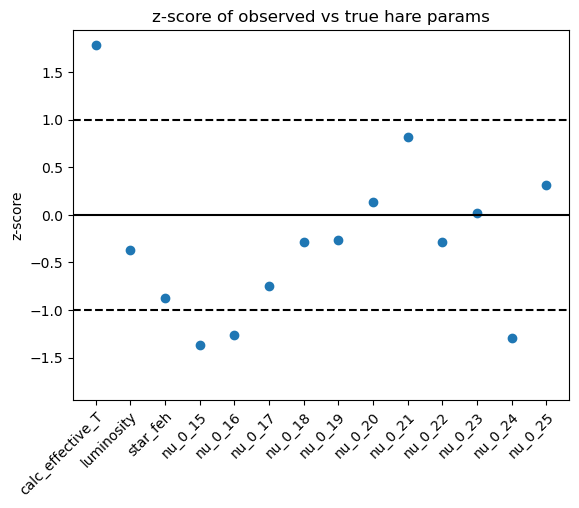 z-score of observed vs true hare params
z-score
1.5
1.0
0.5
0.0
−0.5
−1.0
−1.5
calc_effective_T
luminosity
star_feh
nu_0_15
nu_0_16
nu_0_17
nu_0_18
nu_0_19
nu_0_20
nu_0_21
nu_0_22
nu_0_23
nu_0_24
nu_0_25